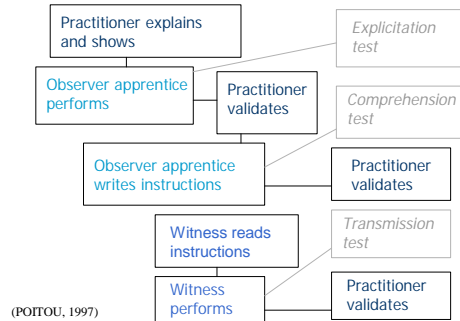 Practitioner explains
and shows
Explicitation
test
Observer apprentice
performs
Practitioner
validates
Comprehension
test
Observer apprentice
writes instructions
Practitioner
validates
Witness reads
instructions
Transmission
test
Witness
performs
Practitioner
validates
(POITOU, 1997)